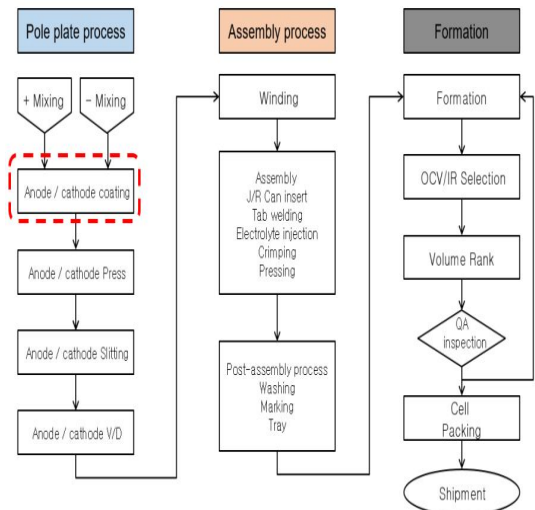 Pole plate process
+ Mixing
- Mixing
Anode / cathode coating
Anode / cathode Press
Anode / cathode Slitting
Anode / cathode V/D
Assembly process
Winding
Assembly
J/R Can insert
Tab welding
Electrolyte injection
Crimping
Pressing
Post-assembly process
Washing
Marking
Tray
Formation
Formation
OCV/IR Selection
Volume Rank
QA
inspection
Cell
Packing
Shipment